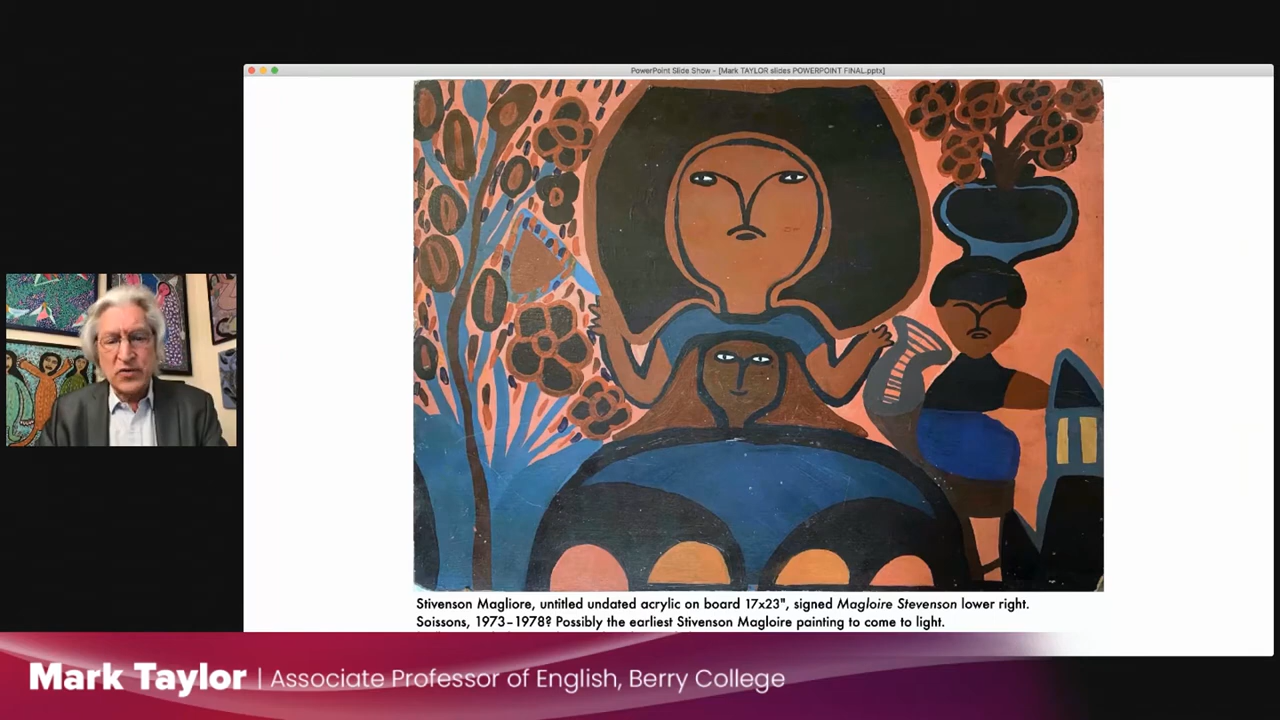 PowerPoint Slide Show - [Mark TAYLOR slides POWERPOINT FINAL.pptx]
Stivenson Magliore, untitled undated acrylic on board 17x23", signed Magloire Stevenson lower right.
Soissons, 1973–1978? Possibly the earliest Stivenson Magloire painting to come to light.
Mark Taylor | Associate Professor of English, Berry College